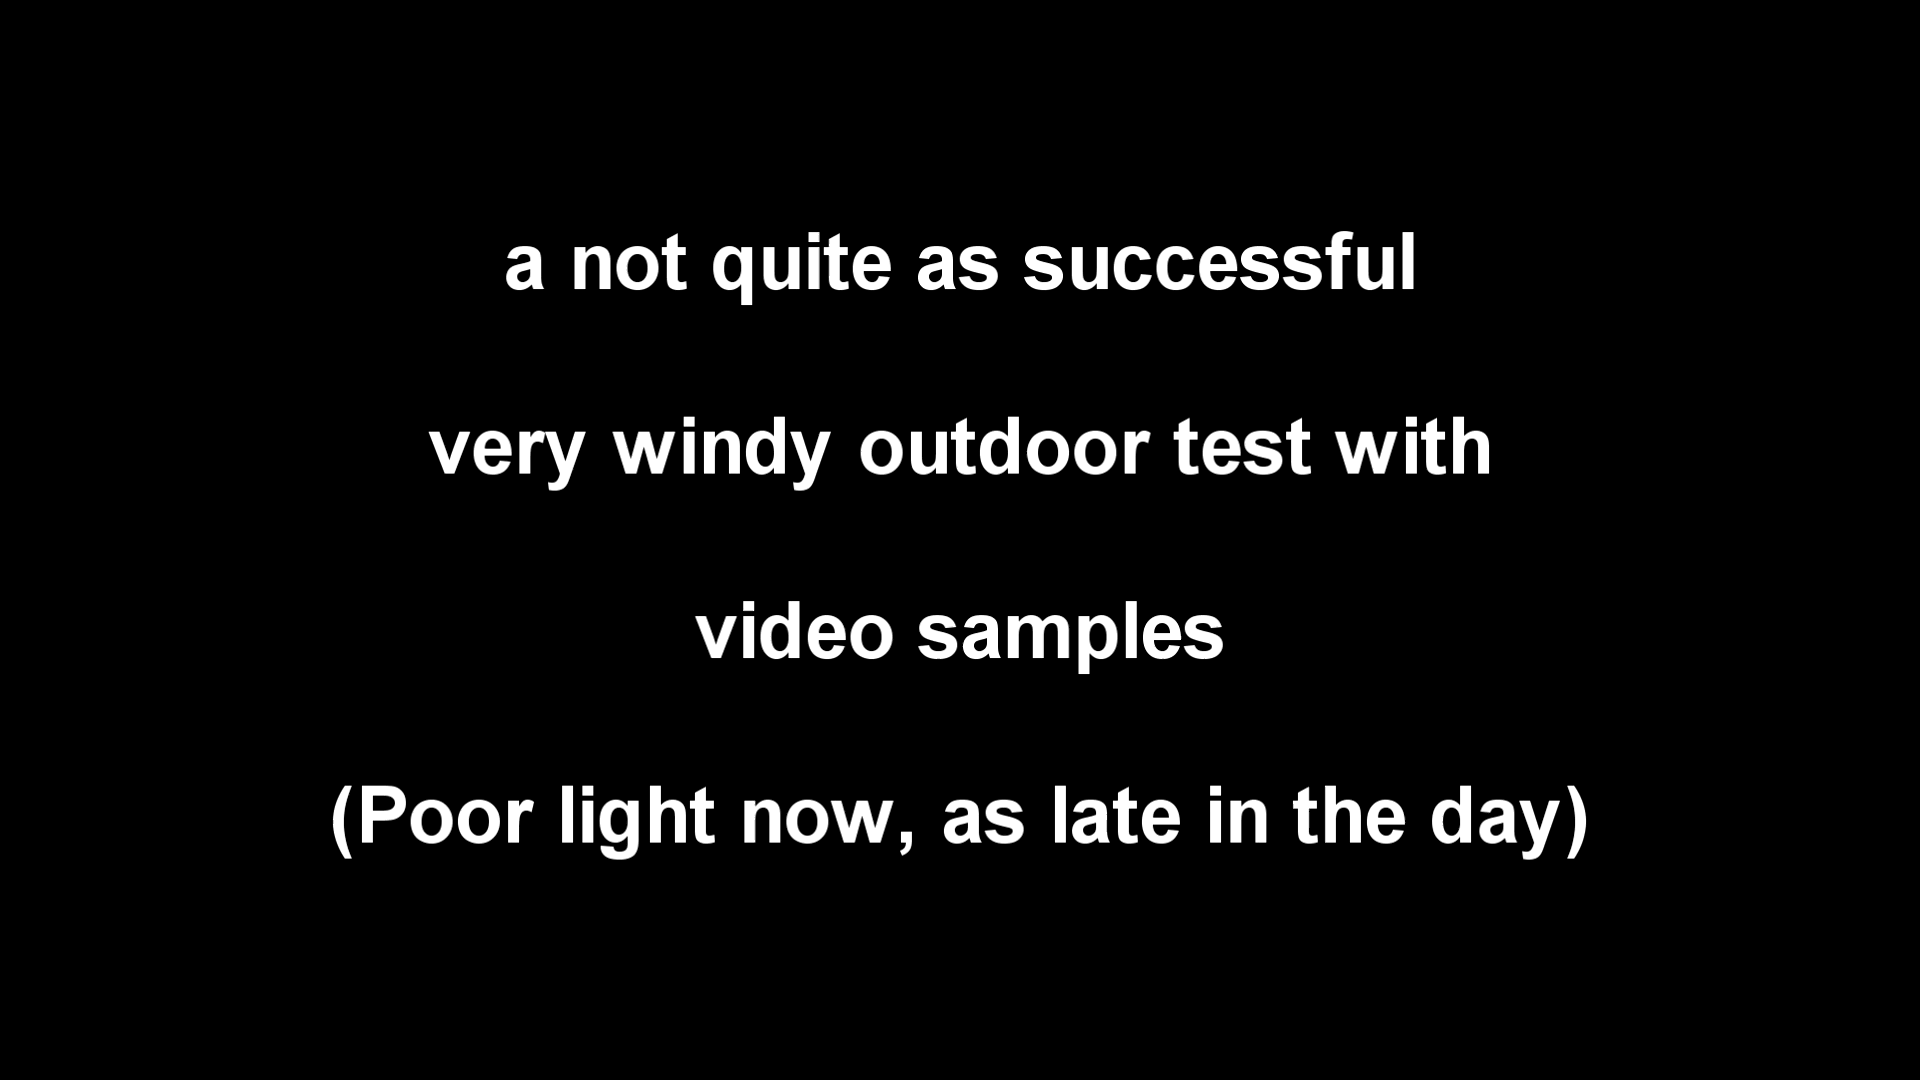 a not quite as successful
very windy outdoor test with
video samples
(Poor light now, as late in the day)